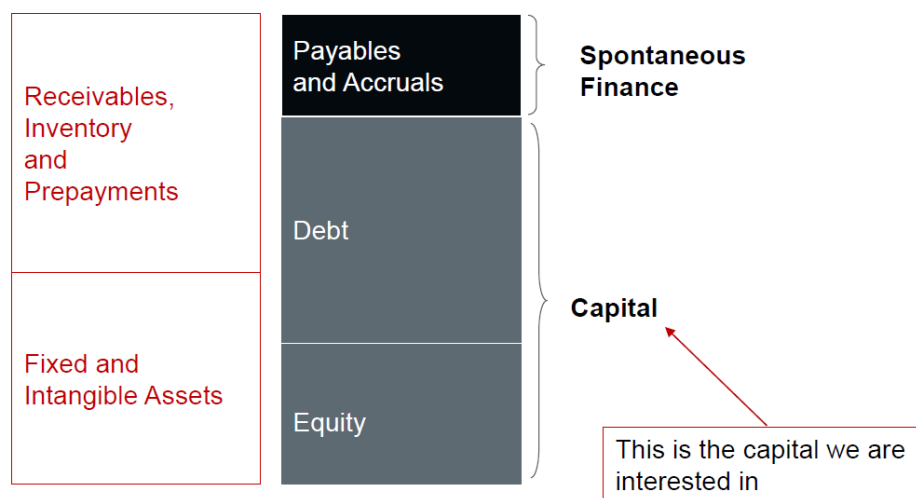 Receivables,
Inventory
and
Prepayments
Fixed and
Intangible Assets
Payables
and Accruals
Debt
Equity
Spontaneous
Finance
Capital
This is the capital we are
interested in